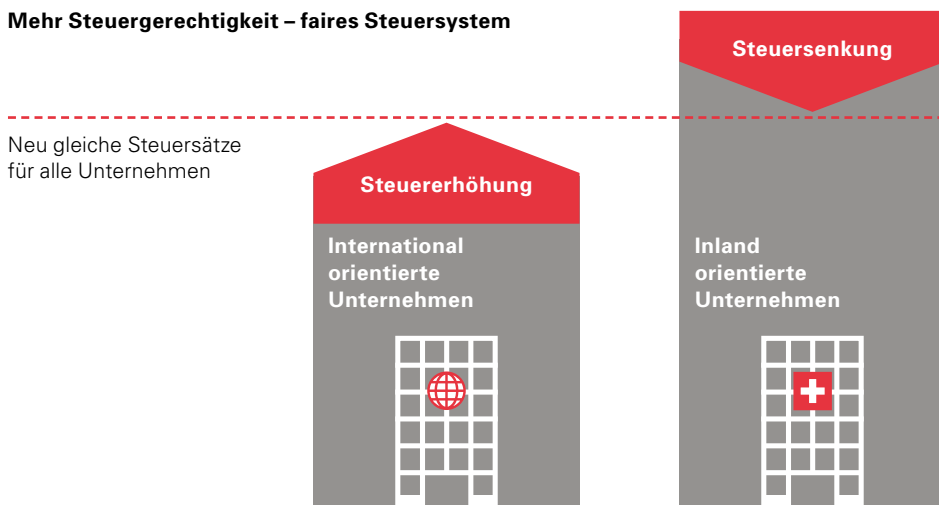 Mehr Steuergerechtigkeit – faires Steuersystem
Steuersenkung
Neu gleiche Steuersätze
für alle Unternehmen
Steuererhöhung
International
orientierte
Unternehmen
Inland
orientierte
Unternehmen